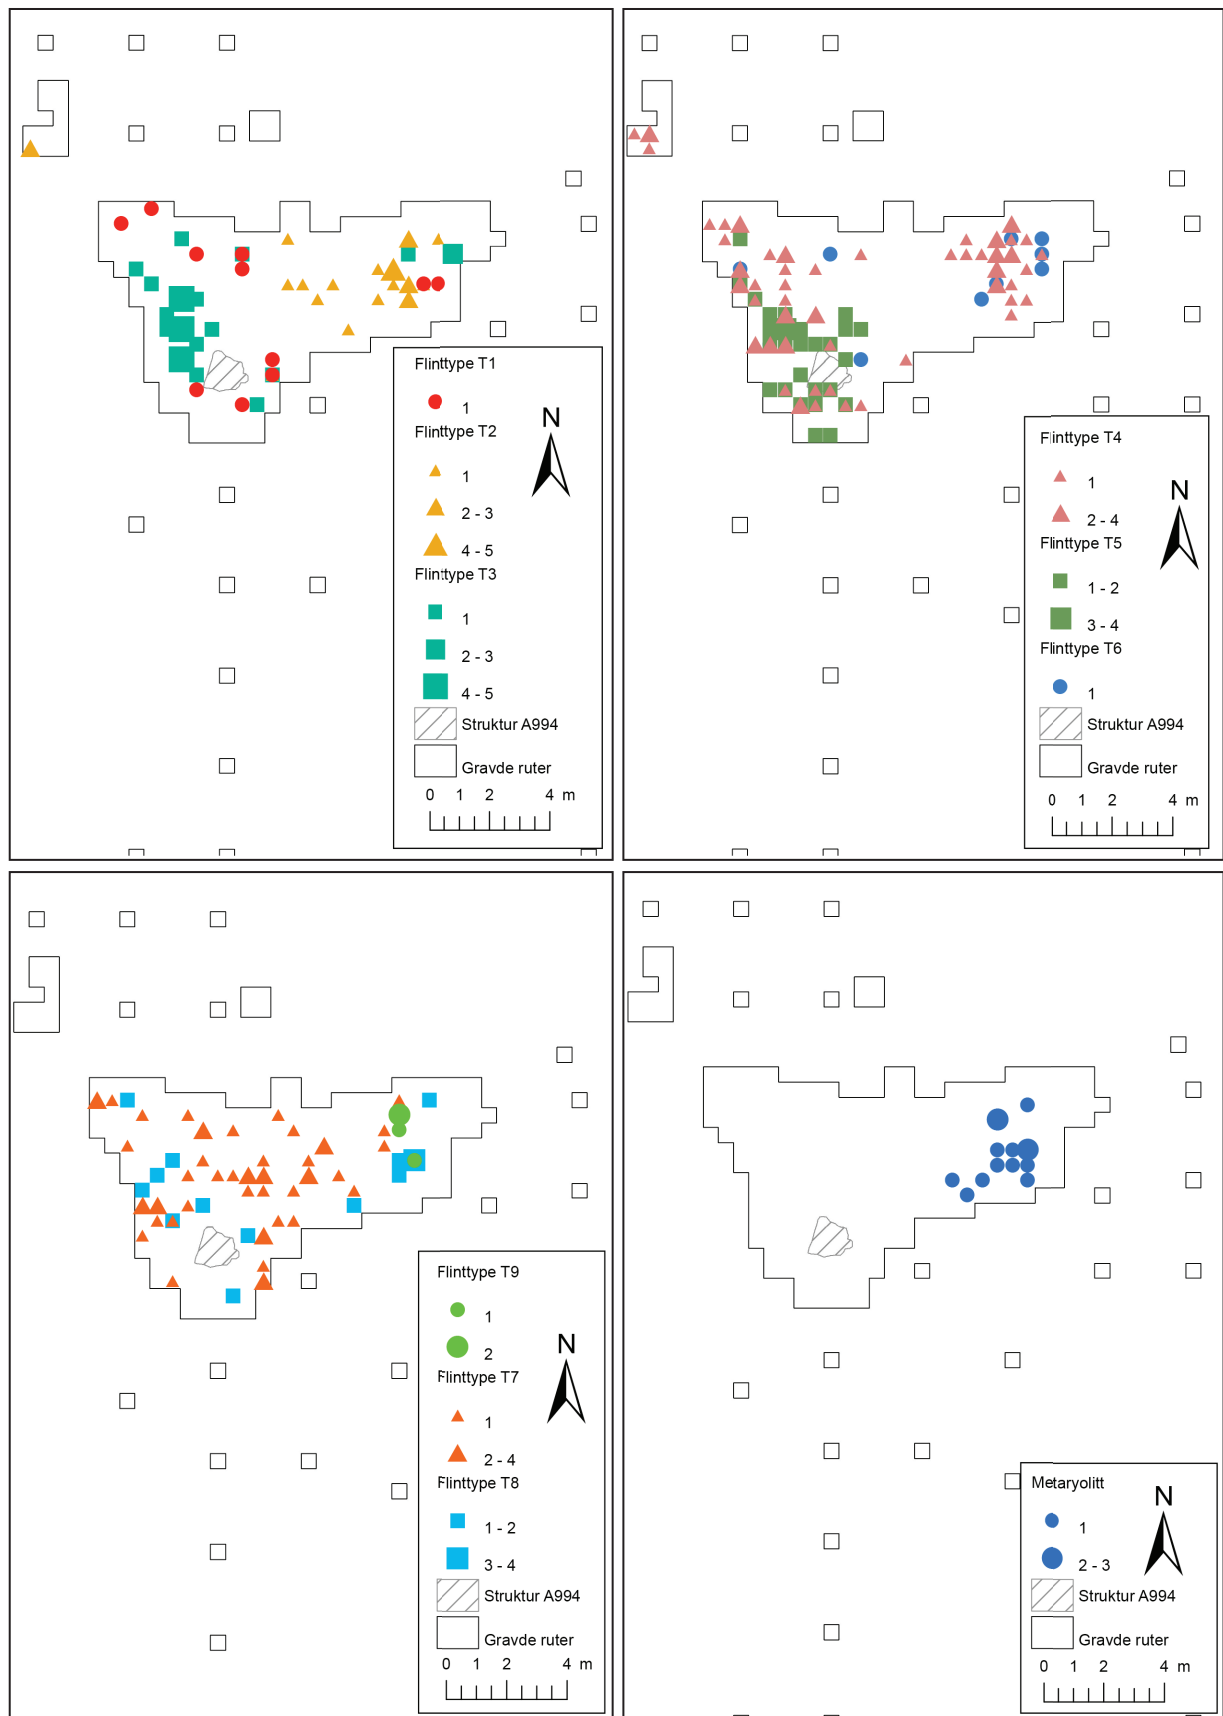 Flinttype T1
1
Flinttype T2
1
2 - 3
4 - 5
Flinttype T3
1
2 - 3
4 - 5
Struktur A994
Gravde ruter
0 1 2 4 m
N
Flinttype T4
1
2 - 4
Flinttype T5
1 - 2
3 - 4
Flinttype T6
1
Struktur A994
Gravde ruter
0 1 2 4 m
N
Flinttype T9
1
2
Flinttype T7
1
2 - 4
Flinttype T8
1 - 2
3 - 4
Struktur A994
Gravde ruter
0 1 2 4 m
N
Metaryolitt
1
2 - 3
Struktur A994
Gravde ruter
0 1 2 4 m
N